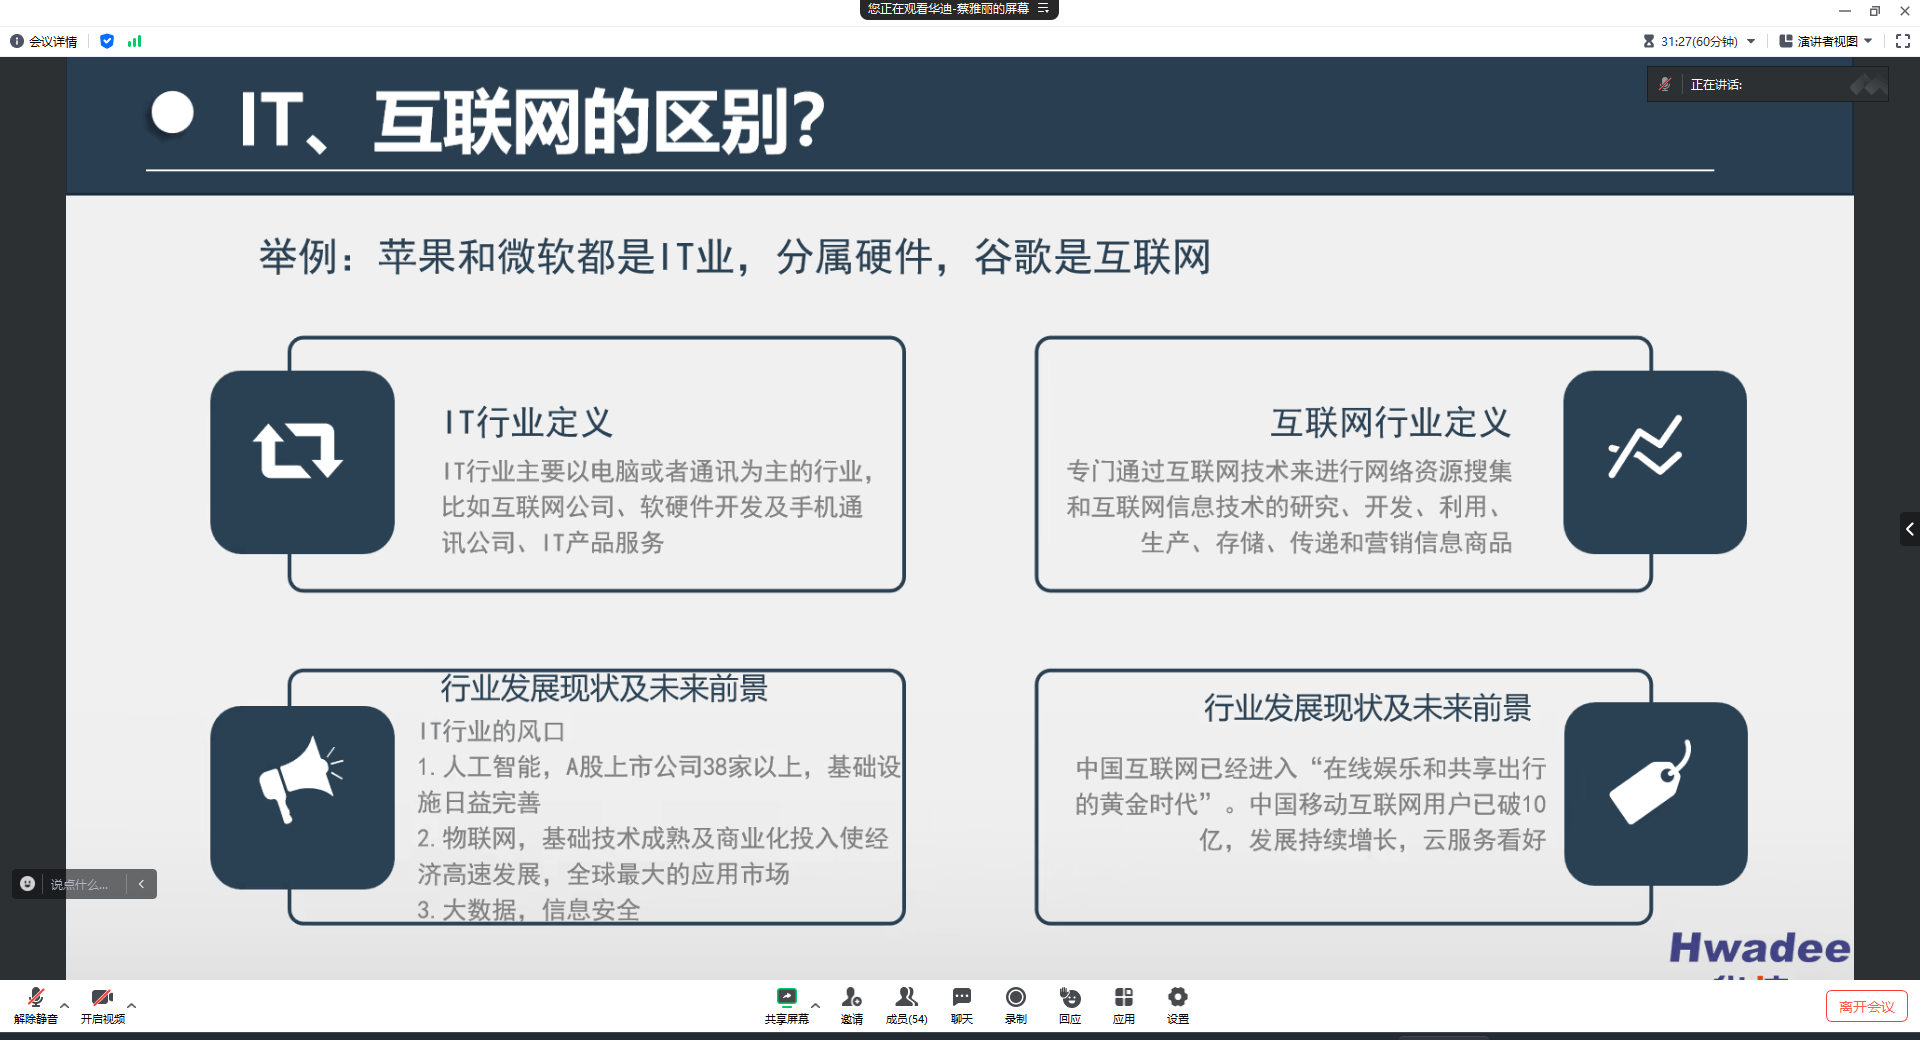 您正在观看华迪-蔡雅丽的屏幕
会议详情
31:27(60分钟)
演讲者视图
正在讲话:
IT、互联网的区别？
举例：苹果和微软都是IT业，分属硬件，谷歌是互联网
IT行业定义
IT行业主要以电脑或者通讯为主的行业，
比如互联网公司、软硬件开发及手机通
讯公司、IT产品服务
互联网行业定义
专门通过互联网技术来进行网络资源搜集
和互联网信息技术的研究、开发、利用、
生产、存储、传递和营销信息商品
行业发展现状及未来前景
IT行业的风口
1. 人工智能，A股上市公司38家以上，基础设
施日益完善
2. 物联网，基础技术成熟及商业化投入使经
济高速发展，全球最大的应用市场
3. 大数据，信息安全
行业发展现状及未来前景
中国互联网已经进入“在线娱乐和共享出行
的黄金时代”。中国移动互联网用户已破10
亿，发展持续增长，云服务看好
说点什么...
Hwadee
解除静音
开启视频
共享屏幕
邀请
成员(54)
聊天
录制
回应
应用
设置
离开会议